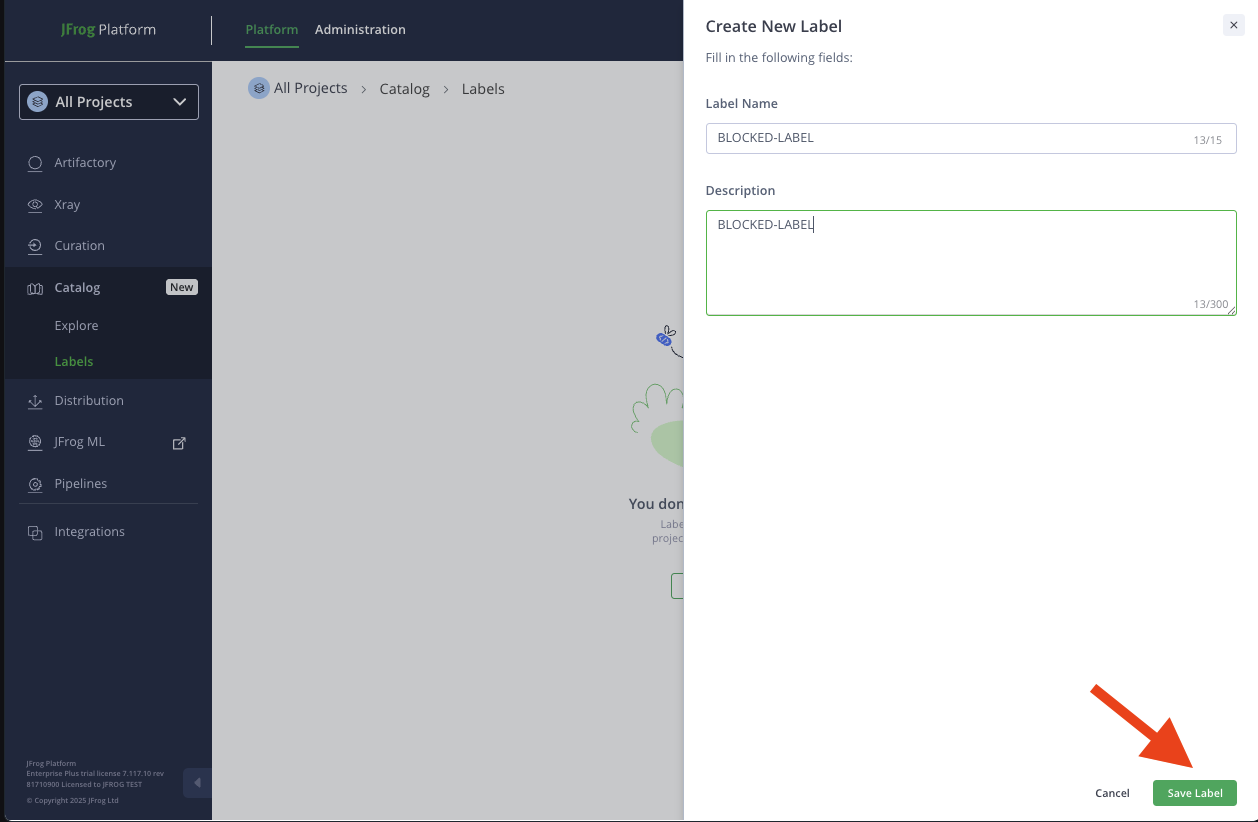 JFrog Platform
Platform
Administration
All Projects
Artifactory
Xray
Curation
Catalog
New
Explore
Labels
Distribution
JFrog ML
Pipelines
Integrations
JFrog Platform
Enterprise Plus trial license 7.117.10 rev
81710900 Licensed to JFROG TEST
© Copyright 2025 JFrog Ltd
All Projects > Catalog > Labels
You don
Labe
projec
Create New Label
×
Fill in the following fields:
Label Name
BLOCKED-LABEL
13/15
Description
BLOCKED-LABEL
13/300
Cancel
Save Label